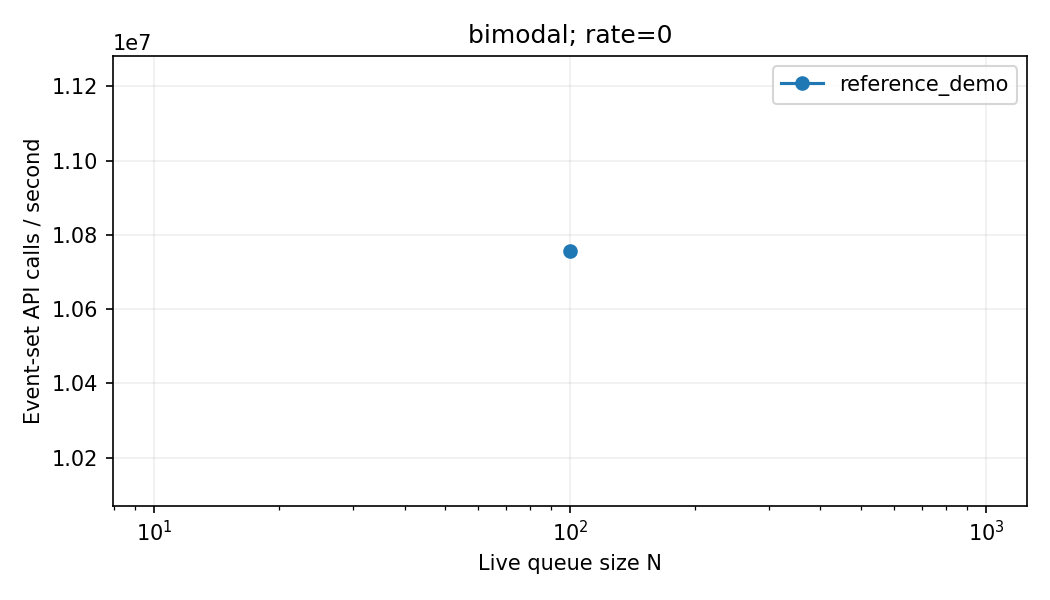 bimodal; rate=0
1e7
reference_demo
1.12
1.10
1.08
1.06
1.04
1.02
Event-set API calls / second
10¹
10²
10³
Live queue size N